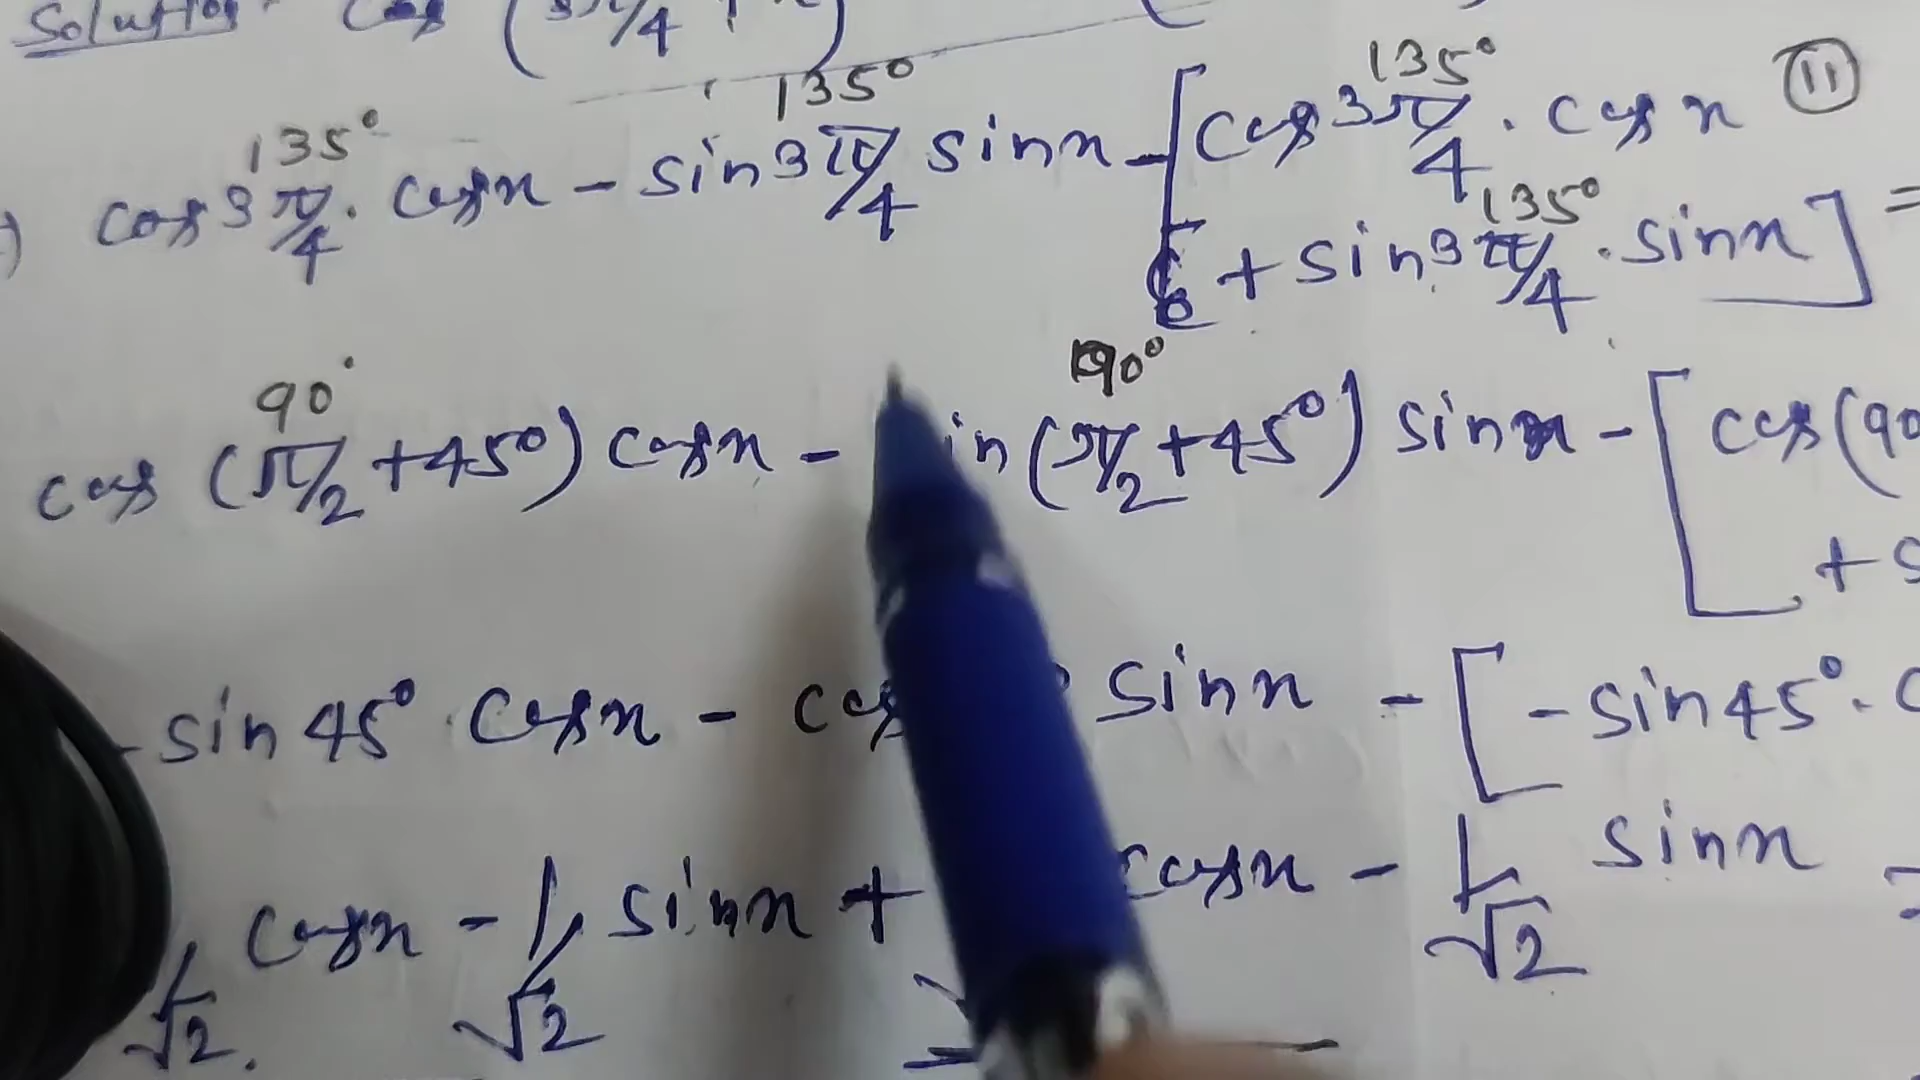 Solution cos (3π/4 + x)
cos 3π/4 . cos x - sin 3π/4 sin x - [cos 3π/4 . cos x
135° 135° 135° 11
+ sin 3π/4 . sin x] =
135°
90° 90°
cos (π/2 + 45°) cos x - in (π/2 + 45°) sin x - [cos (90
+ s
- sin 45° . cos x - cos sin x - [- sin 45° . c
√2 cos x - 1/√2 sin x + cos x - 1/√2 sin x =